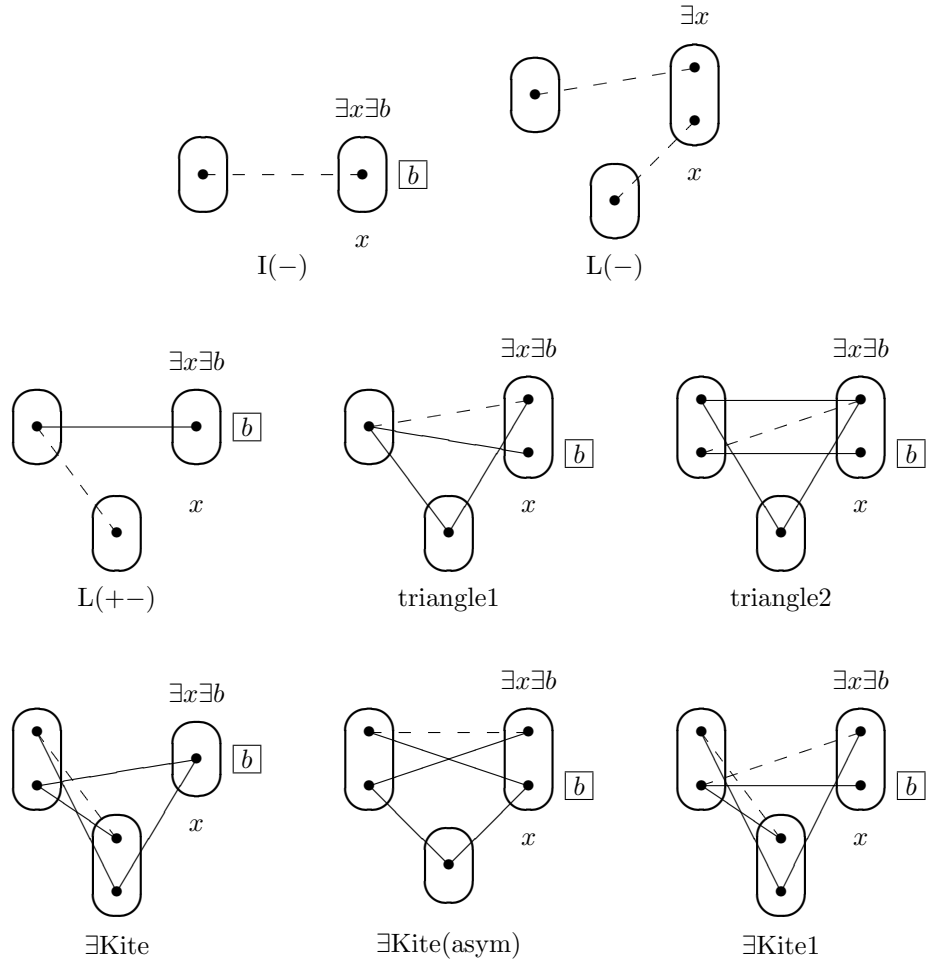 ∃x
∃x∃b
b
x
x
I(−)
L(−)
∃x∃b
∃x∃b
∃x∃b
b
b
b
x
x
x
L(+−)
triangle1
triangle2
∃x∃b
∃x∃b
∃x∃b
b
b
b
x
x
x
∃Kite
∃Kite(asym)
∃Kite1